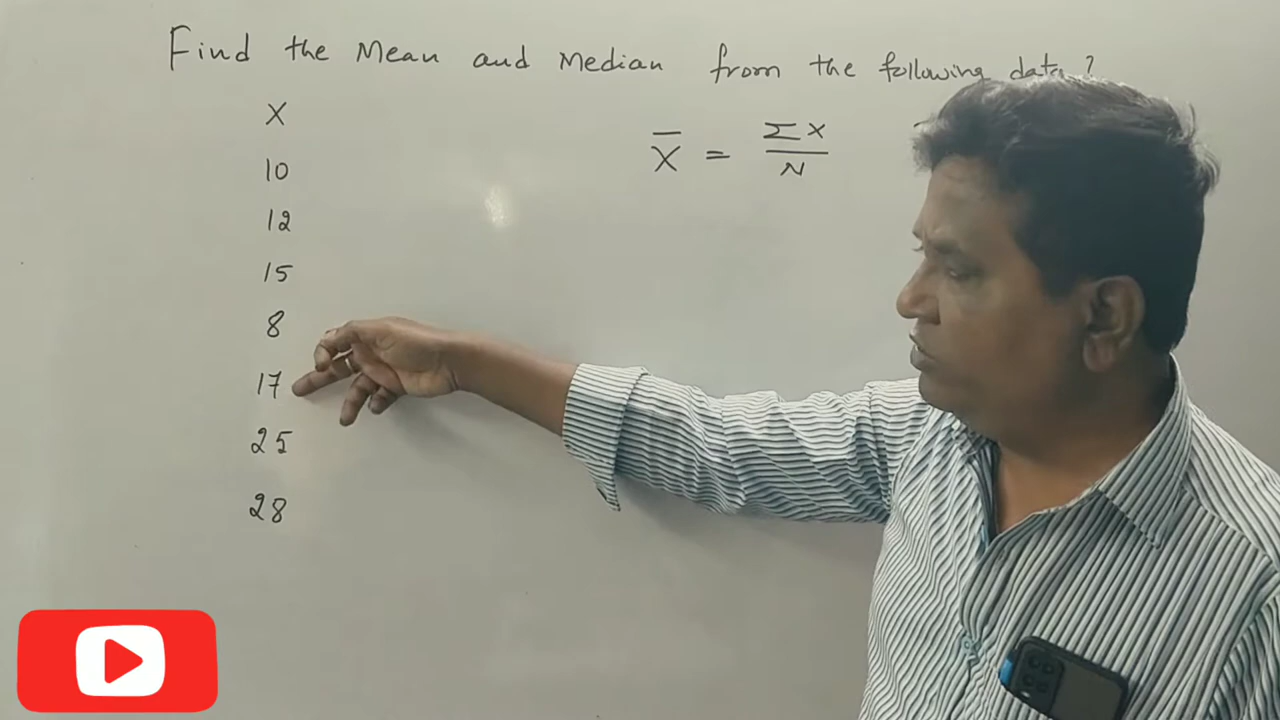 Find the Mean and Median from the following data?
X
10
12
15
8
17
25
28
X̄ = ΣX
N